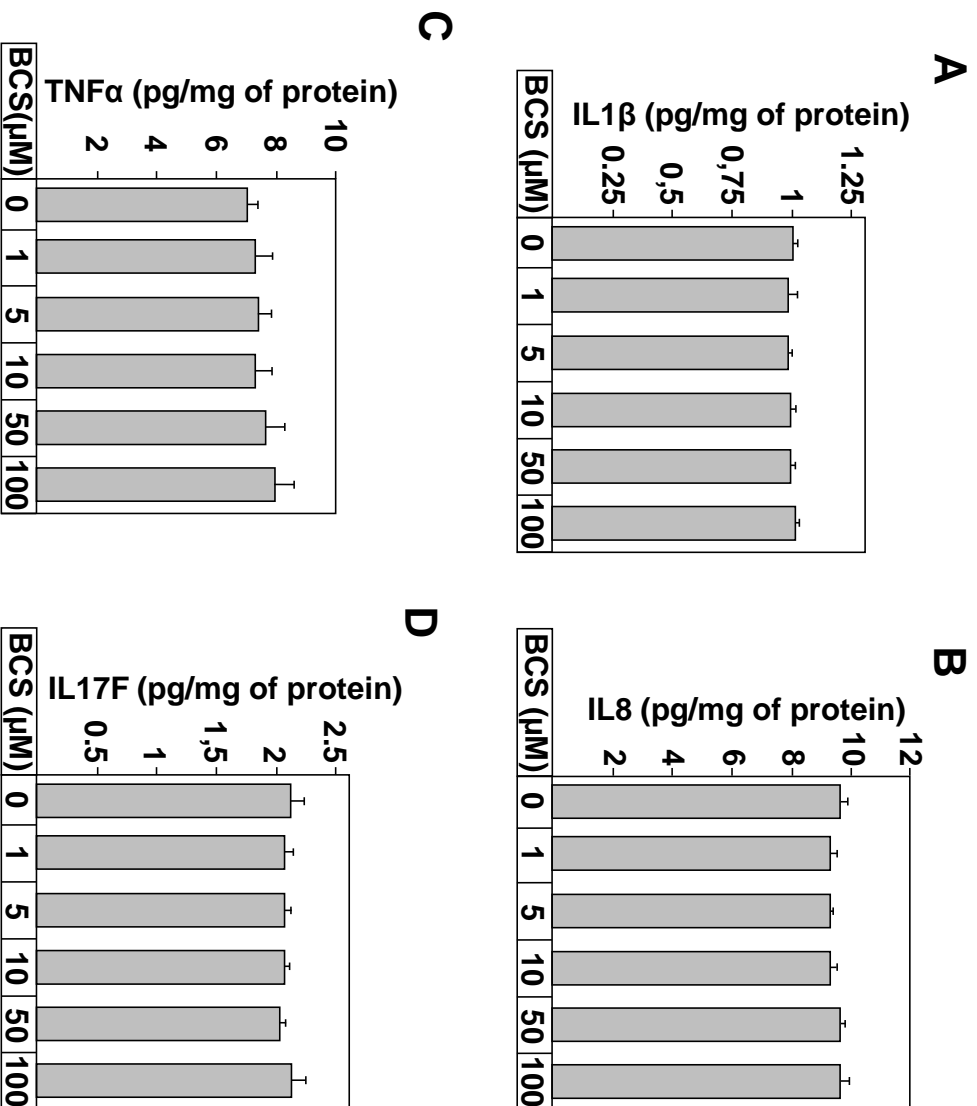 A
IL1β (pg/mg of protein)
1.25
1
0,75
0,5
0.25
BCS (µM) 0 1 5 10 50 100
B
IL8 (pg/mg of protein)
12
10
8
6
4
2
BCS (µM) 0 1 5 10 50 100
C
TNFα (pg/mg of protein)
10
8
6
4
2
BCS(µM) 0 1 5 10 50 100
D
IL17F (pg/mg of protein)
2.5
2
1,5
1
0.5
BCS (µM) 0 1 5 10 50 100